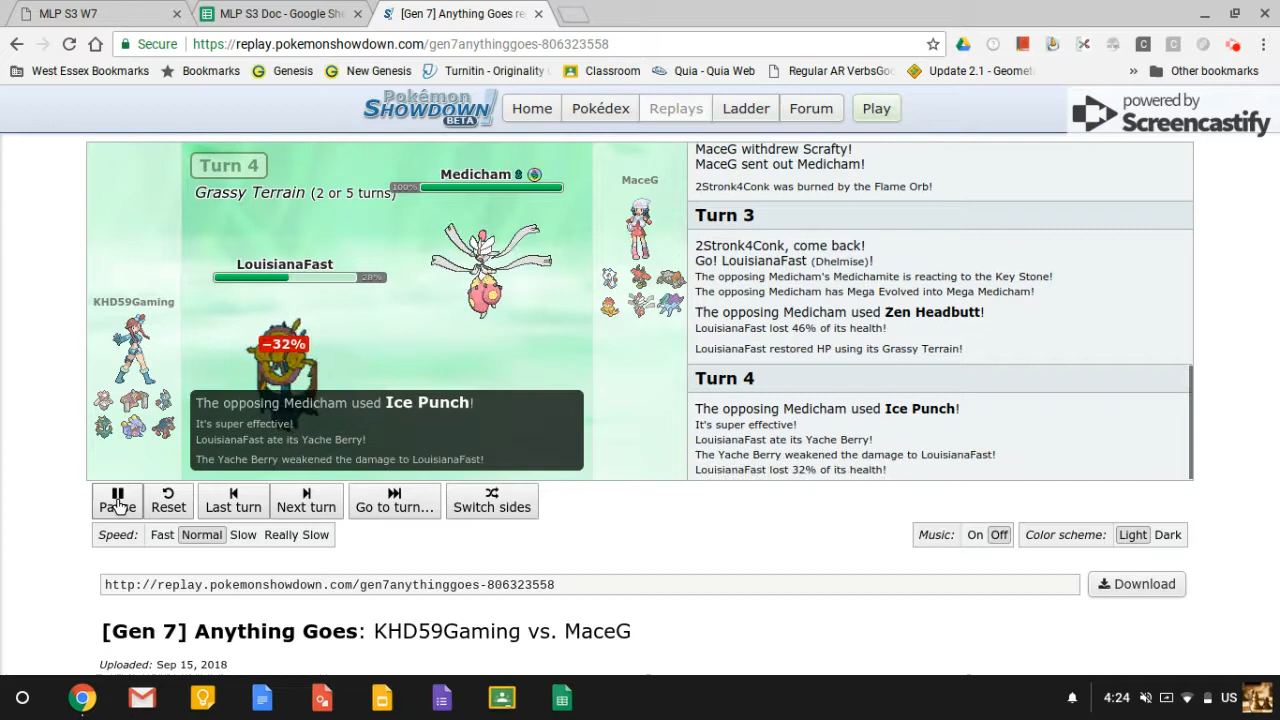 MLP S3 W7
MLP S3 Doc - Google She
[Gen 7] Anything Goes re
Secure
https://replay.pokemonshowdown.com/gen7anythinggoes-806323558
West Essex Bookmarks
Bookmarks
Genesis
New Genesis
Turnitin - Originality
Classroom
Quia - Quia Web
Regular AR VerbsGoo
Update 2.1 - Geome
Other bookmarks
Pokémon
SHOWDOWN!
BETA
Home
Pokédex
Replays
Ladder
Forum
Play
powered by
Screencastify
Turn 4
Grassy Terrain (2 or 5 turns)
Medicham 8
100%
LouisianaFast
28%
KHD59Gaming
MaceG
−32%
The opposing Medicham used Ice Punch!
It's super effective!
LouisianaFast ate its Yache Berry!
The Yache Berry weakened the damage to LouisianaFast!
MaceG withdrew Scrafty!
MaceG sent out Medicham!
2Stronk4Conk was burned by the Flame Orb!
Turn 3
2Stronk4Conk, come back!
Go! LouisianaFast (Dhelmise)!
The opposing Medicham's Medichamite is reacting to the Key Stone!
The opposing Medicham has Mega Evolved into Mega Medicham!
The opposing Medicham used Zen Headbutt!
LouisianaFast lost 46% of its health!
LouisianaFast restored HP using its Grassy Terrain!
Turn 4
The opposing Medicham used Ice Punch!
It's super effective!
LouisianaFast ate its Yache Berry!
The Yache Berry weakened the damage to LouisianaFast!
LouisianaFast lost 32% of its health!
Pause
Reset
Last turn
Next turn
Go to turn...
Switch sides
Speed: Fast Normal Slow Really Slow
Music: On Off
Color scheme: Light Dark
http://replay.pokemonshowdown.com/gen7anythinggoes-806323558
Download
[Gen 7] Anything Goes: KHD59Gaming vs. MaceG
Uploaded: Sep 15, 2018
4:24
US